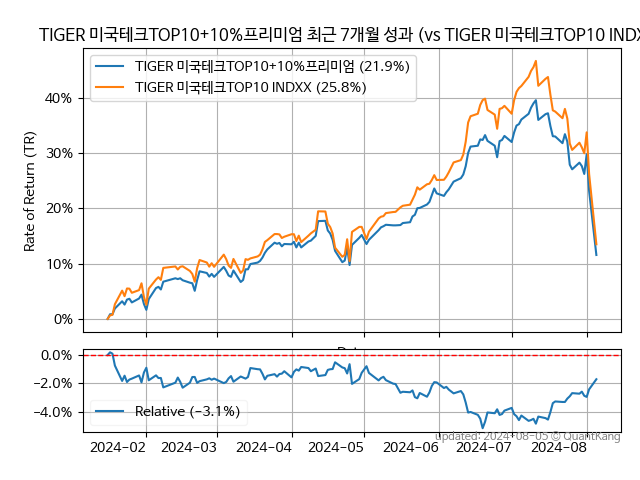 TIGER 미국테크TOP10+10%프리미엄 최근 7개월 성과 (vs TIGER 미국테크TOP10 INDX
TIGER 미국테크TOP10+10%프리미엄 (21.9%)
TIGER 미국테크TOP10 INDXX (25.8%)
Rate of Return (TR)
40%
30%
20%
10%
0%
0.0%
−2.0%
−4.0%
Relative (−3.1%)
Updated: 2024-08-05 © QuantKang
2024-02 2024-03 2024-04 2024-05 2024-06 2024-07 2024-08